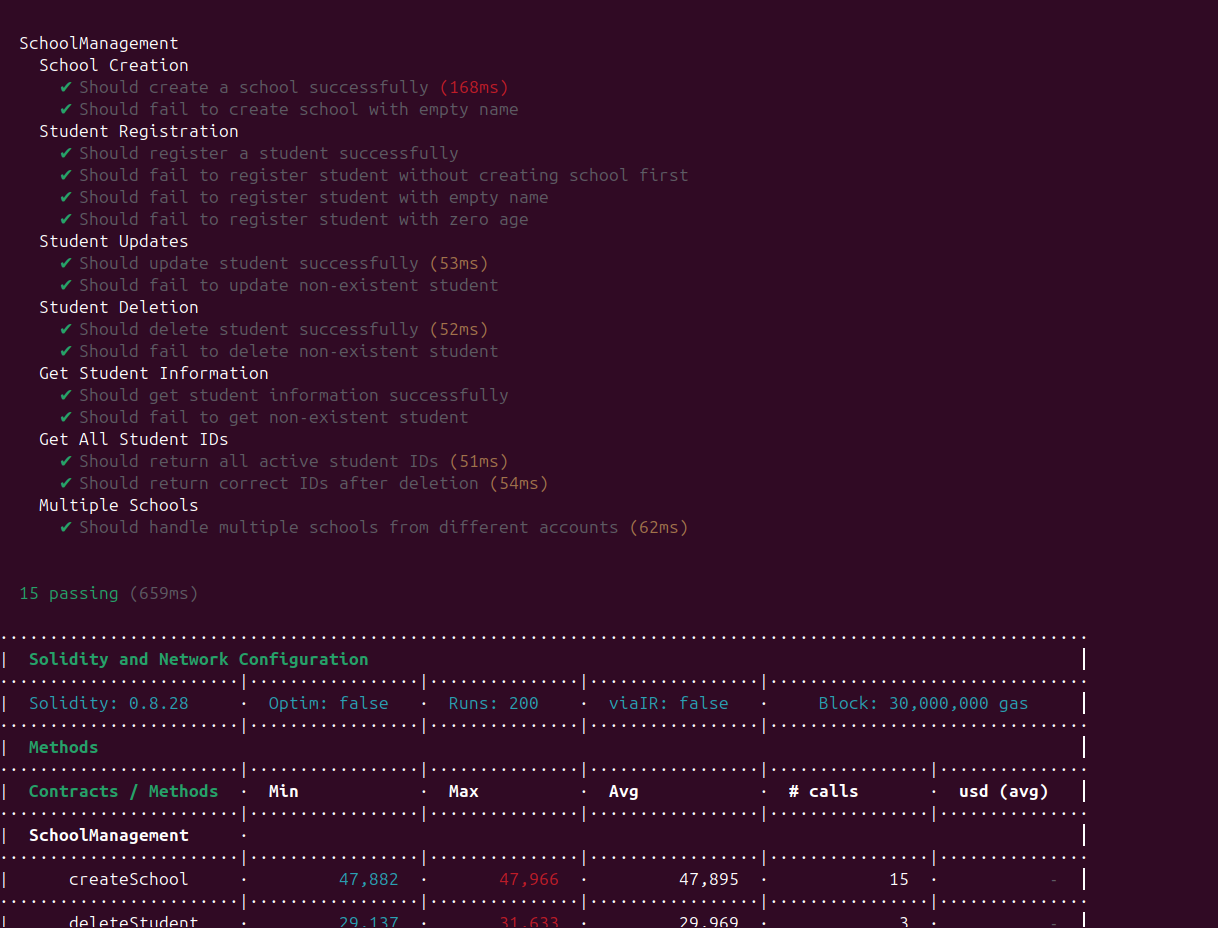 SchoolManagement
School Creation
✔ Should create a school successfully (168ms)
✔ Should fail to create school with empty name
Student Registration
✔ Should register a student successfully
✔ Should fail to register student without creating school first
✔ Should fail to register student with empty name
✔ Should fail to register student with zero age
Student Updates
✔ Should update student successfully (53ms)
✔ Should fail to update non-existent student
Student Deletion
✔ Should delete student successfully (52ms)
✔ Should fail to delete non-existent student
Get Student Information
✔ Should get student information successfully
✔ Should fail to get non-existent student
Get All Student IDs
✔ Should return all active student IDs (51ms)
✔ Should return correct IDs after deletion (54ms)
Multiple Schools
✔ Should handle multiple schools from different accounts (62ms)
15 passing (659ms)
| Solidity and Network Configuration |
| Solidity: 0.8.28 · Optim: false · Runs: 200 · viaIR: false · Block: 30,000,000 gas |
| Methods |
| Contracts / Methods · Min · Max · Avg · # calls · usd (avg) |
| SchoolManagement · |
| createSchool · 47,882 · 47,966 · 47,895 · 15 · - |
| deleteStudent · 29,137 · 31,633 · 29,969 · 3 · - |